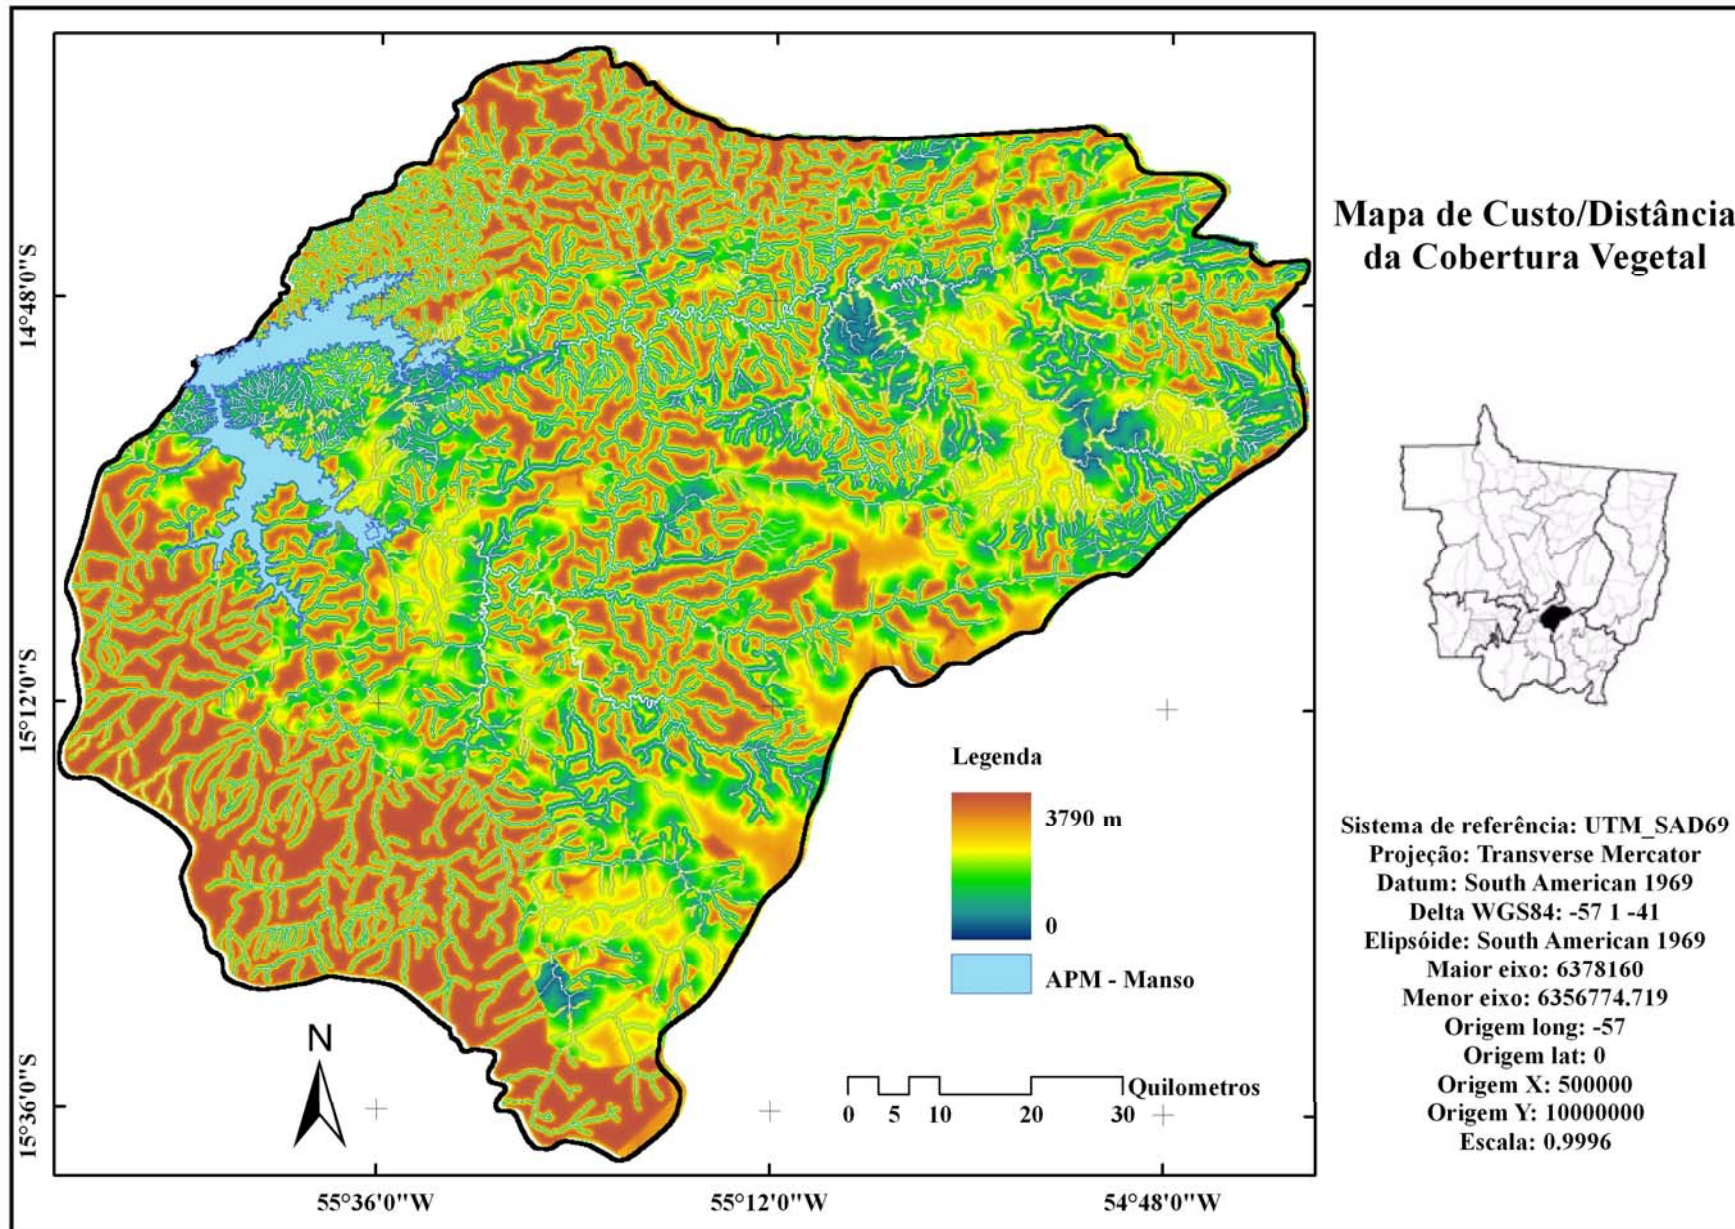 Mapa de Custo/Distância
da Cobertura Vegetal
14°48'0"S
15°12'0"S
15°36'0"S
Legenda
3790 m
0
APM - Manso
N
Quilometros
0 5 10 20 30
55°36'0"W 55°12'0"W 54°48'0"W
Sistema de referência: UTM_SAD69
Projeção: Transverse Mercator
Datum: South American 1969
Delta WGS84: -57 1 -41
Elipsóide: South American 1969
Maior eixo: 6378160
Menor eixo: 6356774.719
Origem long: -57
Origem lat: 0
Origem X: 500000
Origem Y: 10000000
Escala: 0.9996